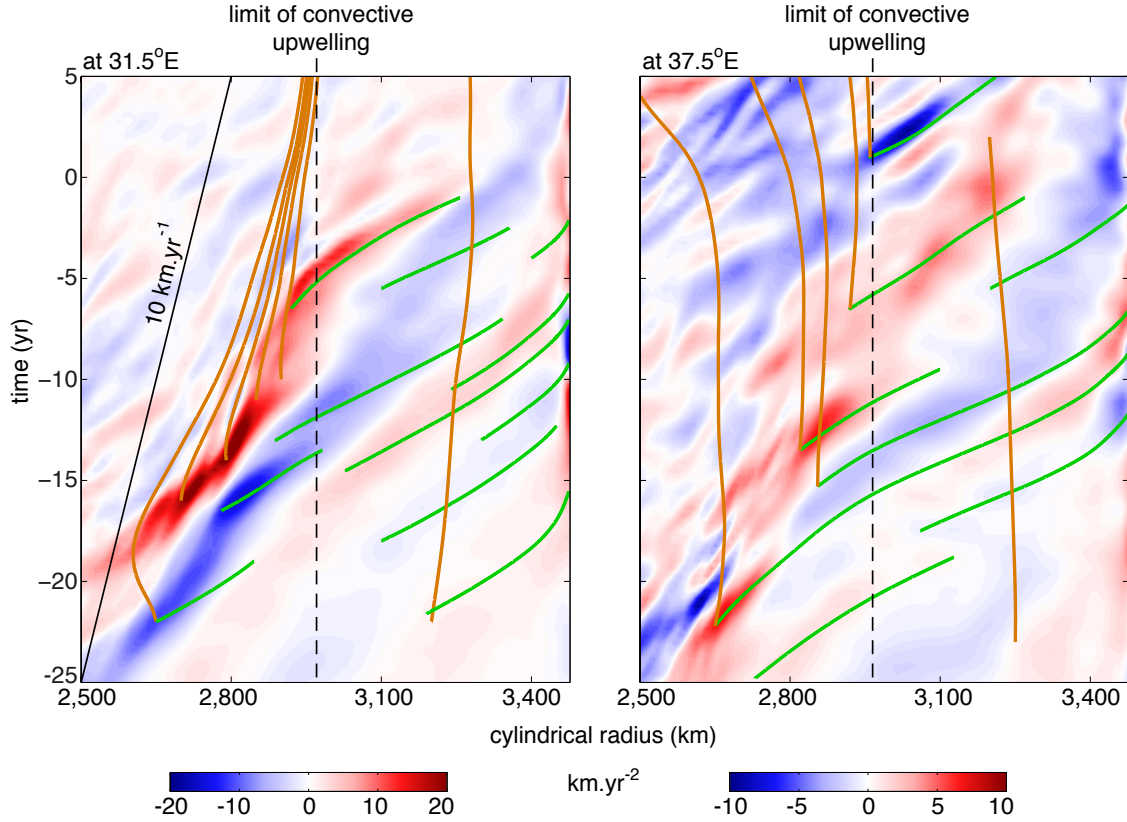 limit of convective
upwelling
limit of convective
upwelling
at 31.5°E
at 37.5°E
5
0
−5
−10
−15
−20
-25
time (yr)
10 km.yr-1
2,500
2,800
3,100
3,400
2,500
2,800
3,100
3,400
cylindrical radius (km)
-20
-10
0
10
20
km.yr-2
-10
-5
0
5
10